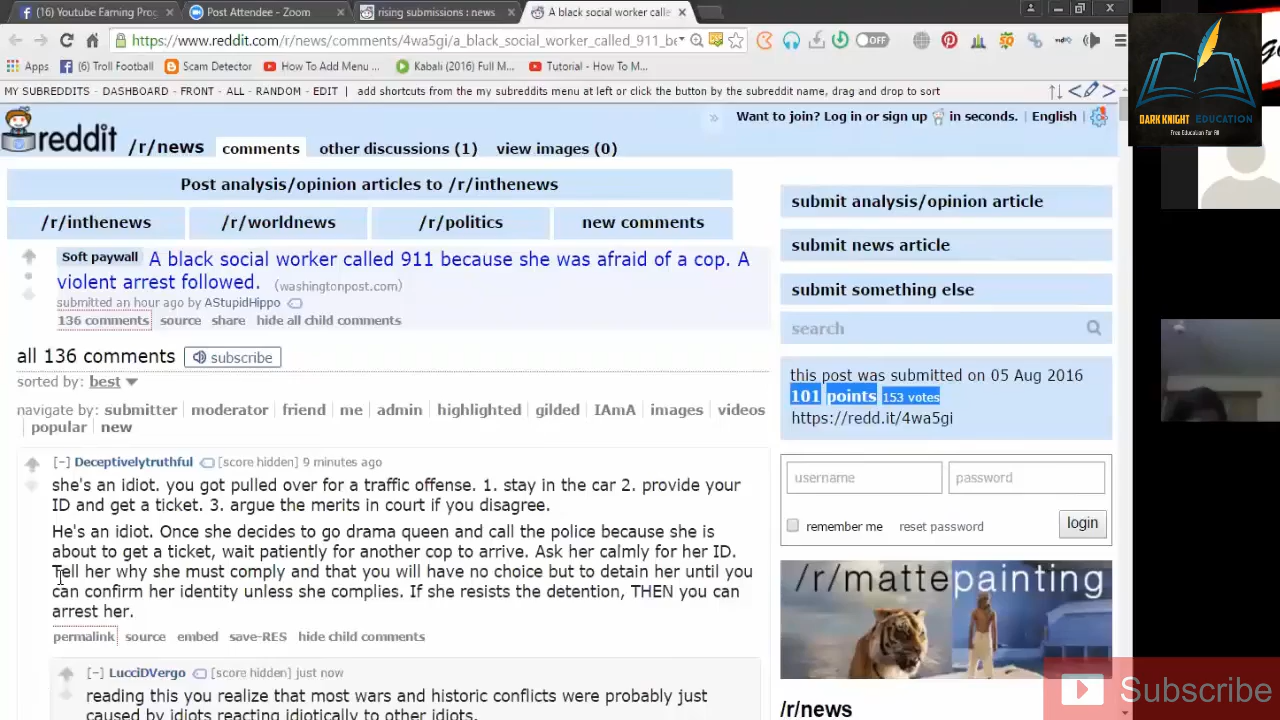 (6) Youtube Earning Prog
Post Attendee - Zoom
rising submissions : news
A black social worker calle
https://www.reddit.com/r/news/comments/4wa5gi/a_black_social_worker_called_911_be
OFF
Apps
(6) Troll Football
Scam Detector
How To Add Menu ...
Kabali (2016) Full M...
Tutorial - How To M...
MY SUBREDDITS - DASHBOARD - FRONT - ALL - RANDOM - EDIT | add shortcuts from the my subreddits menu at left or click the button by the subreddit name, drag and drop to sort
DARK KNIGHT EDUCATION
Free Education for All
Want to join? Log in or sign up in seconds. | English
reddit /r/news comments other discussions (1) view images (0)
Post analysis/opinion articles to /r/inthenews
/r/inthenews /r/worldnews /r/politics new comments
Soft paywall A black social worker called 911 because she was afraid of a cop. A
violent arrest followed. (washingtonpost.com)
submitted an hour ago by AStupidHippo
136 comments source share hide all child comments
all 136 comments subscribe
sorted by: best
navigate by: submitter | moderator | friend | me | admin | highlighted | gilded | IAmA | images | videos
| popular | new
[–] Deceptivelytruthful [score hidden] 9 minutes ago
she's an idiot. you got pulled over for a traffic offense. 1. stay in the car 2. provide your
ID and get a ticket. 3. argue the merits in court if you disagree.
He's an idiot. Once she decides to go drama queen and call the police because she is
about to get a ticket, wait patiently for another cop to arrive. Ask her calmly for her ID.
Tell her why she must comply and that you will have no choice but to detain her until you
can confirm her identity unless she complies. If she resists the detention, THEN you can
arrest her.
permalink source embed save-RES hide child comments
[–] LucciDVergo [score hidden] just now
reading this you realize that most wars and historic conflicts were probably just
caused by idiots reacting idiotically to other idiots.
submit analysis/opinion article
submit news article
submit something else
search
this post was submitted on 05 Aug 2016
101 points 153 votes
https://redd.it/4wa5gi
username password
remember me reset password login
/r/mattepainting
/r/news
Subscribe